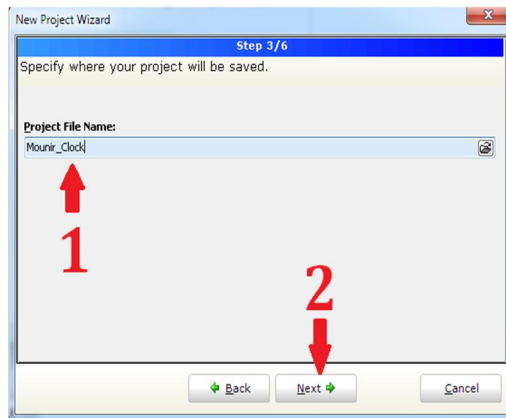 New Project Wizard
Step 3/6
Specify where your project will be saved.
Project File Name:
Mounir_Clock
1
2
Back Next Cancel